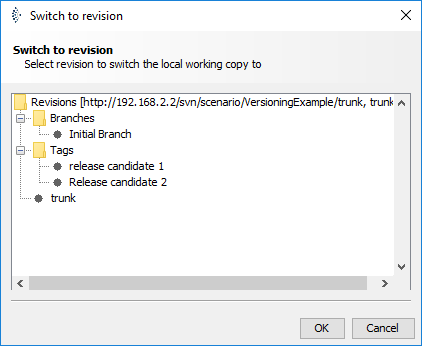 Switch to revision
Switch to revision
Select revision to switch the local working copy to
Revisions [http://192.168.2.2/svn/scenario/VersioningExample/trunk, trunk
Branches
Initial Branch
Tags
release candidate 1
Release candidate 2
trunk
OK
Cancel